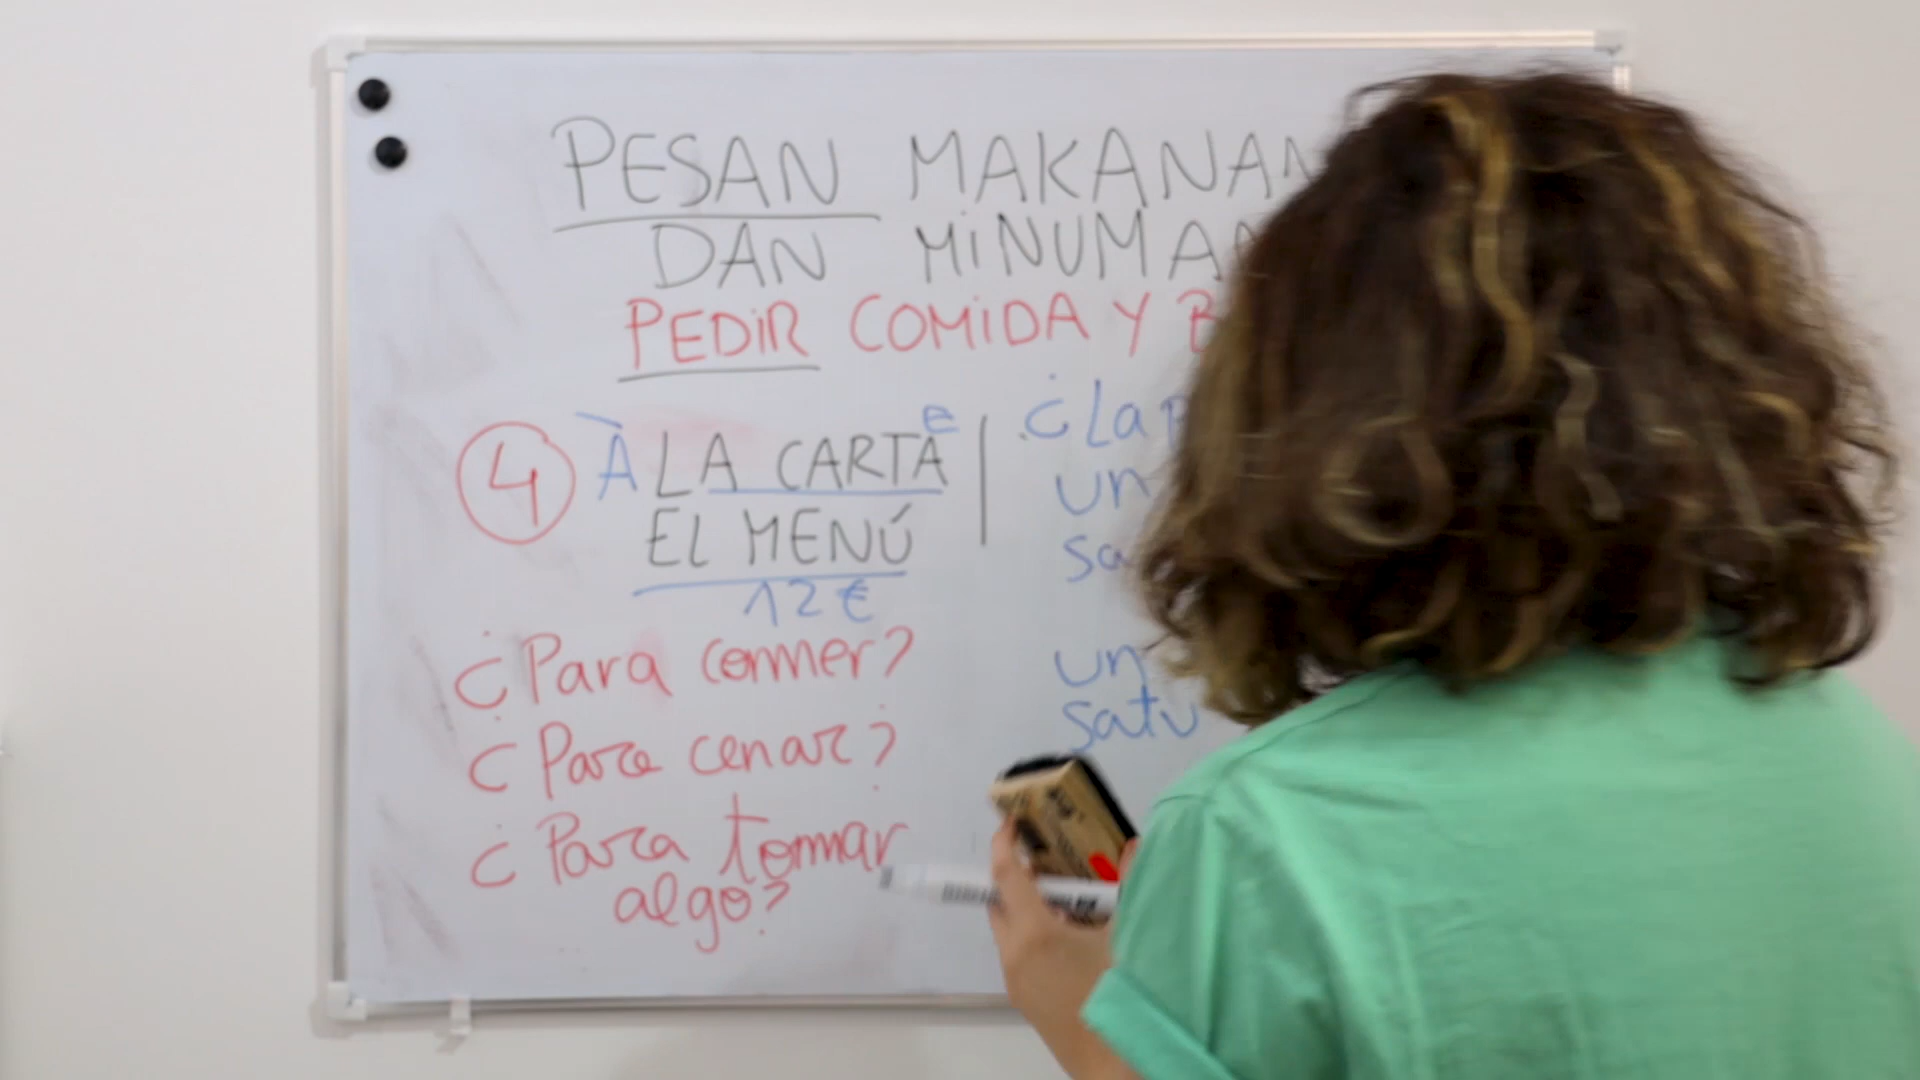 PESAN MAKANAN
DAN MINUMAN
PEDIR COMIDA Y
4 À LA CARTA e
EL MENÚ
12€
¿Para comer?
¿Para cenar?
¿Para tomar
algo?
¿La
un
un
satu